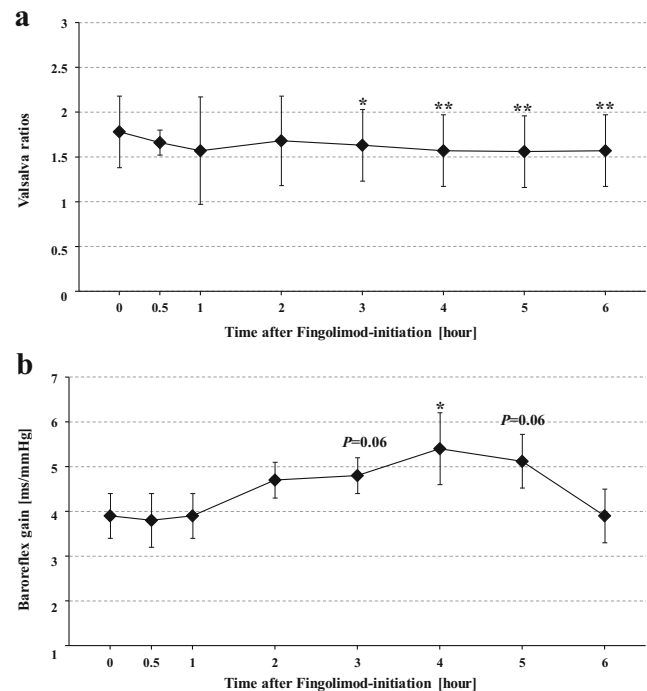 a
3
2.5
2
1.5
1
0.5
0
Valsalva ratios
* ** ** **
0 0.5 1 2 3 4 5 6
Time after Fingolimod-initiation [hour]
b
7
6
5
4
3
2
1
Baroreflex gain [ms/mmHg]
P=0.06 * P=0.06
0 0.5 1 2 3 4 5 6
Time after Fingolimod-initiation [hour]